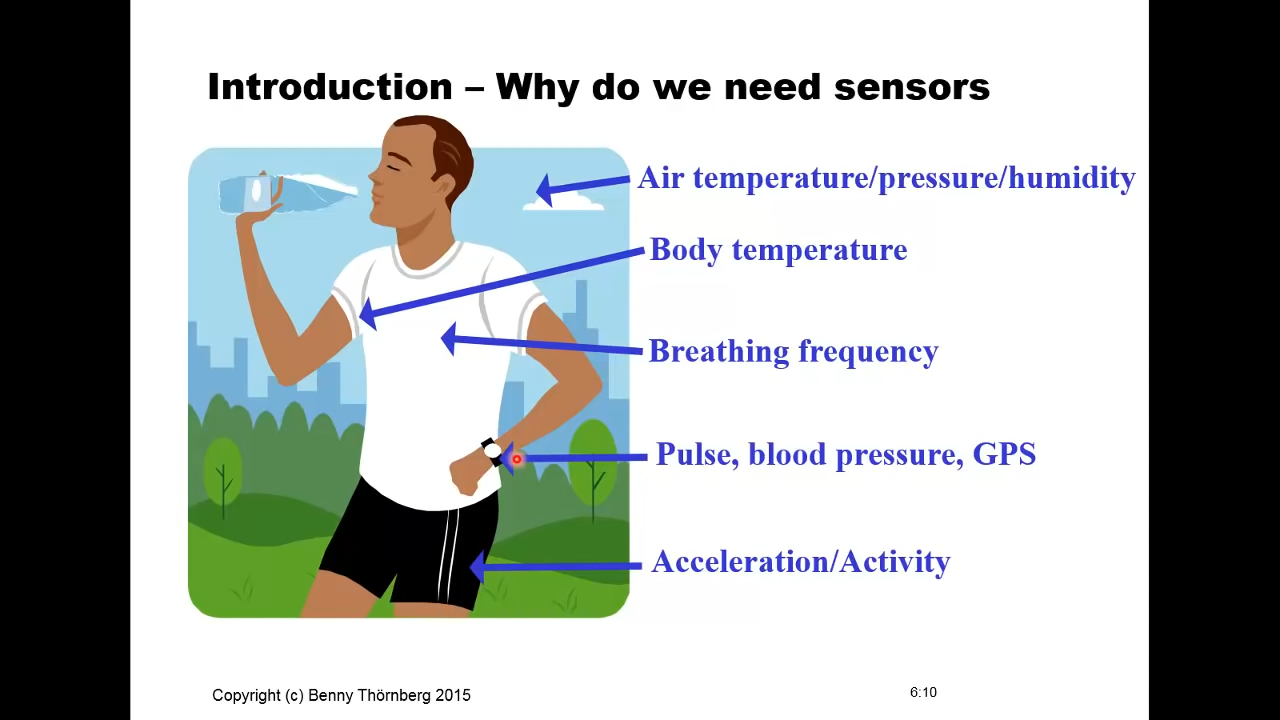 Introduction – Why do we need sensors
Air temperature/pressure/humidity
Body temperature
Breathing frequency
Pulse, blood pressure, GPS
Acceleration/Activity
Copyright (c) Benny Thörnberg 2015
6:10